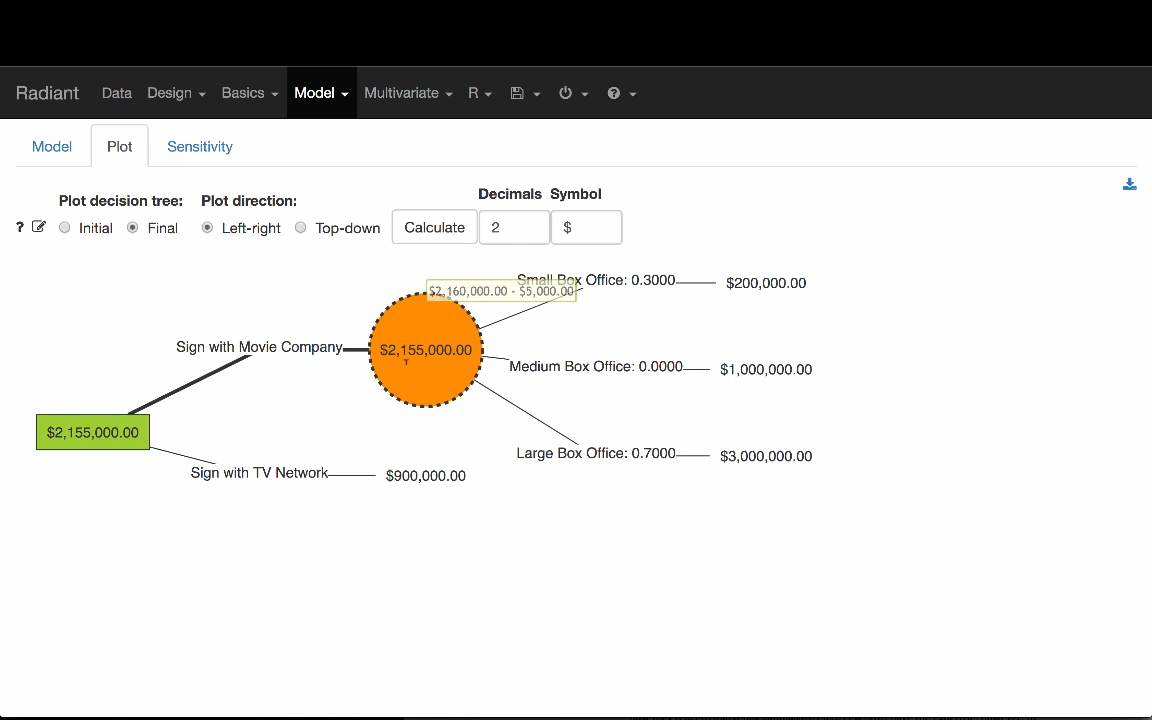 Radiant Data Design Basics Model Multivariate R
Model Plot Sensitivity
Plot decision tree: Plot direction: Decimals Symbol
? Initial Final Left-right Top-down Calculate 2 $
Small Box Office: 0.3000 $200,000.00
$2,160,000.00 - $5,000.00
Sign with Movie Company $2,155,000.00
Medium Box Office: 0.0000 $1,000,000.00
$2,155,000.00
Large Box Office: 0.7000 $3,000,000.00
Sign with TV Network $900,000.00